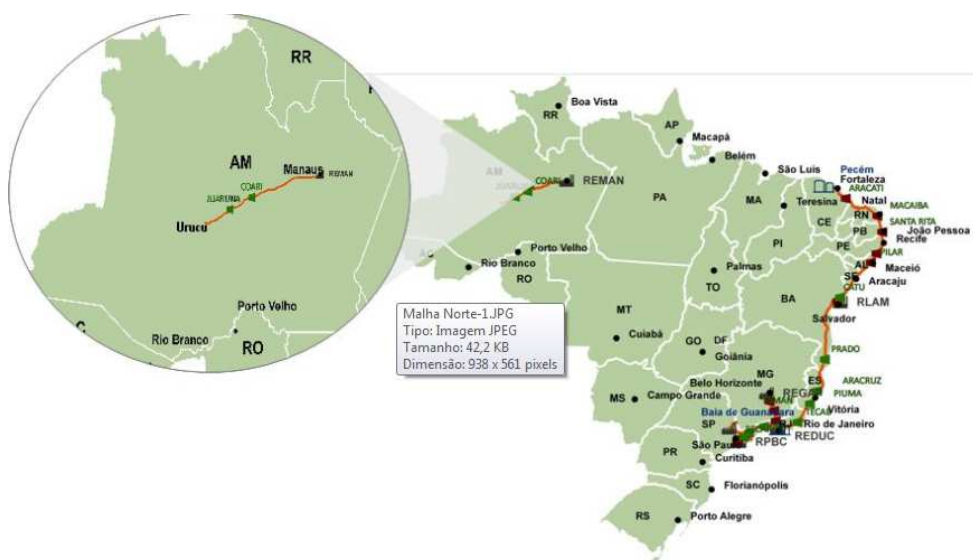 RR
AM
Manaus
REMAN
COARI
JUARUNA
Urucu
Porto Velho
Rio Branco
RO
C
Boa Vista
RR
AP
Macapá
Belém
AM
COARI
REMAN
PA
São Luís
MA
Teresina
Pecém
Fortaleza
ARACATI
CE
Natal
RN
MACAIBA
SANTA RITA
PB
João Pessoa
PE
Recife
PILAR
AL
Maceió
SE
Aracaju
PI
Porto Velho
Rio Branco
RO
Palmas
TO
BA
CATU
RLAM
Salvador
MT
Cuiabá
GO
DF
Goiânia
PRADO
Malha Norte-1.JPG
Tipo: Imagem JPEG
Tamanho: 42,2 KB
Dimensão: 938 x 561 pixels
MG
Belo Horizonte
ES
ARACRUZ
PIUMA
Vitória
MS
Campo Grande
Baia de Guanabara
TECAB
Rio de Janeiro
SP
REDUC
São Paulo
RPBC
PR
Curitiba
SC
Florianópolis
RS
Porto Alegre